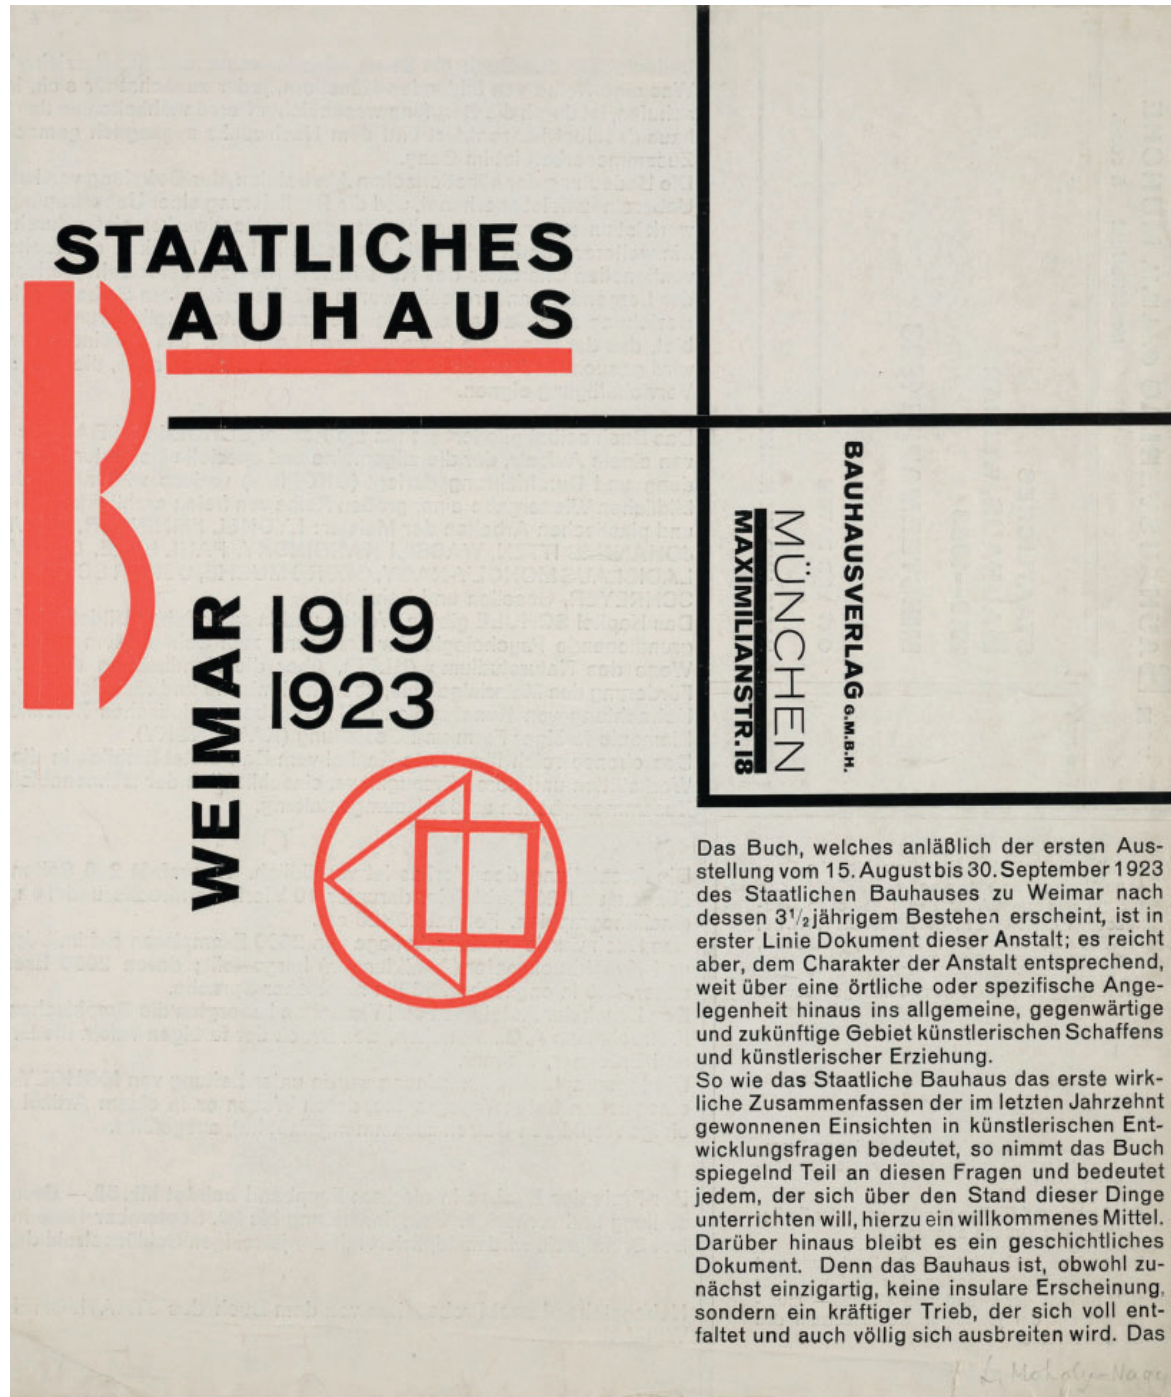 STAATLICHES
BAUHAUS
WEIMAR
1919
1923
BAUHAUSVERLAG G.M.B.H.
MÜNCHEN
MAXIMILIANSTR. 18
Das Buch, welches anläßlich der ersten Aus-
stellung vom 15. August bis 30. September 1923
des Staatlichen Bauhauses zu Weimar nach
dessen 3½jährigem Bestehen erscheint, ist in
erster Linie Dokument dieser Anstalt; es reicht
aber, dem Charakter der Anstalt entsprechend,
weit über eine örtliche oder spezifische Ange-
legenheit hinaus ins allgemeine, gegenwärtige
und zukünftige Gebiet künstlerischen Schaffens
und künstlerischer Erziehung.
So wie das Staatliche Bauhaus das erste wirk-
liche Zusammenfassen der im letzten Jahrzehnt
gewonnenen Einsichten in künstlerischen Ent-
wicklungsfragen bedeutet, so nimmt das Buch
spiegelnd Teil an diesen Fragen und bedeutet
jedem, der sich über den Stand dieser Dinge
unterrichten will, hierzu ein willkommenes Mittel.
Darüber hinaus bleibt es ein geschichtliches
Dokument. Denn das Bauhaus ist, obwohl zu-
nächst einzigartig, keine insulare Erscheinung,
sondern ein kräftiger Trieb, der sich voll ent-
faltet und auch völlig sich ausbreiten wird. Das
L. Moholy-Nagy